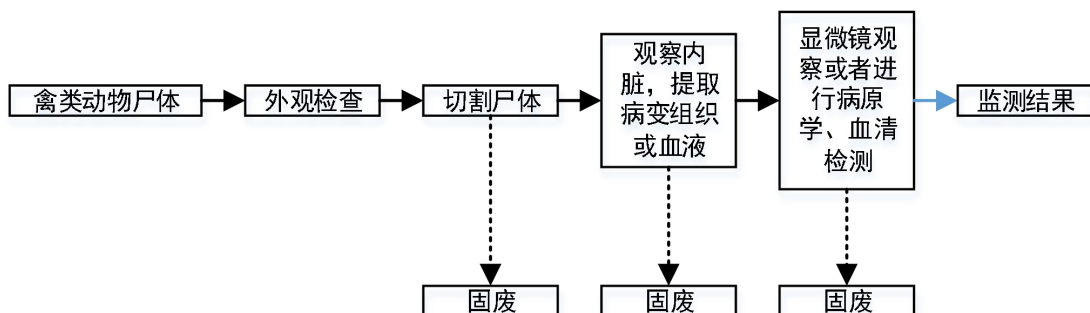 禽类动物尸体
外观检查
切割尸体
观察内
脏，提取
病变组织
或血液
显微镜观
察或者进
行病原
学、血清
检测
监测结果
固废
固废
固废